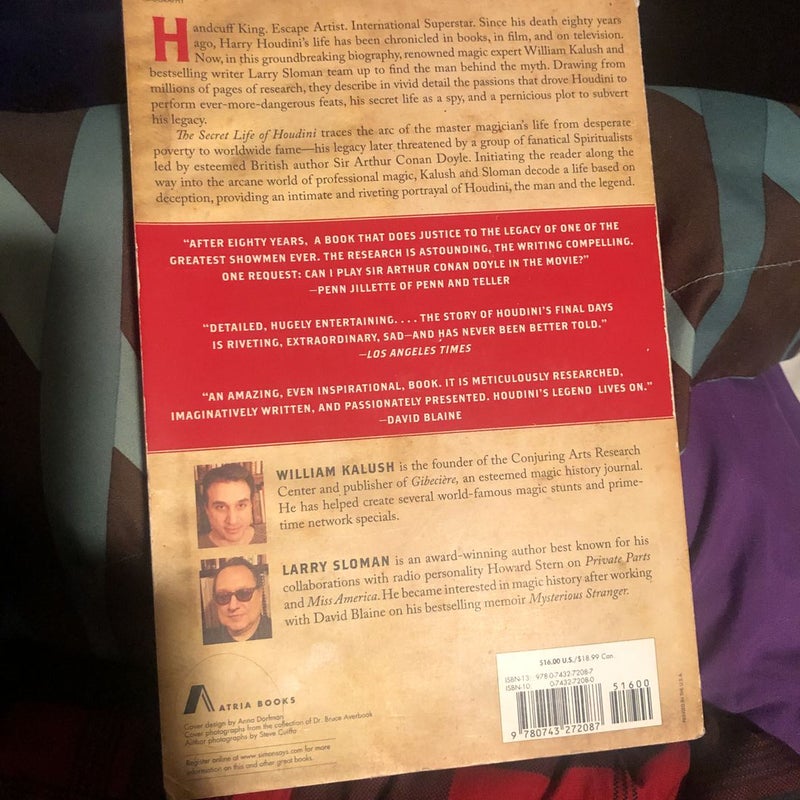 Handcuff King. Escape Artist. International Superstar. Since his death eighty years
ago, Harry Houdini's life has been chronicled in books, in film, and on television.
Now, in this groundbreaking biography, renowned magic expert William Kalush and
bestselling writer Larry Sloman team up to find the man behind the myth. Drawing from
millions of pages of research, they describe in vivid detail the passions that drove Houdini to
perform ever-more-dangerous feats, his secret life as a spy, and a pernicious plot to subvert
his legacy.
The Secret Life of Houdini traces the arc of the master magician's life from desperate
poverty to worldwide fame—his legacy later threatened by a group of fanatical Spiritualists
led by esteemed British author Sir Arthur Conan Doyle. Initiating the reader along the
way into the arcane world of professional magic, Kalush and Sloman decode a life based on
deception, providing an intimate and riveting portrayal of Houdini, the man and the legend.
"AFTER EIGHTY YEARS, A BOOK THAT DOES JUSTICE TO THE LEGACY OF ONE OF THE
GREATEST SHOWMEN EVER. THE RESEARCH IS ASTOUNDING, THE WRITING COMPELLING.
ONE REQUEST: CAN I PLAY SIR ARTHUR CONAN DOYLE IN THE MOVIE?"
—PENN JILLETTE OF PENN AND TELLER
"DETAILED, HUGELY ENTERTAINING. . . . THE STORY OF HOUDINI'S FINAL DAYS
IS RIVETING, EXTRAORDINARY, SAD—AND HAS NEVER BEEN BETTER TOLD."
—LOS ANGELES TIMES
"AN AMAZING, EVEN INSPIRATIONAL, BOOK. IT IS METICULOUSLY RESEARCHED,
IMAGINATIVELY WRITTEN, AND PASSIONATELY PRESENTED. HOUDINI'S LEGEND LIVES ON."
—DAVID BLAINE
WILLIAM KALUSH is the founder of the Conjuring Arts Research
Center and publisher of Gibecière, an esteemed magic history journal.
He has helped create several world-famous magic stunts and prime-
time network specials.
LARRY SLOMAN is an award-winning author best known for his
collaborations with radio personality Howard Stern on Private Parts
and Miss America. He became interested in magic history after working
with David Blaine on his bestselling memoir Mysterious Stranger.
ATRIA BOOKS
Cover design by Anna Dorfman
Cover photographs from the collection of Dr. Bruce Averbook
Author photographs by Steve Cuiffo
Register online at www.simonsays.com for more
information on this and other great books.
$16.00 U.S./$18.99 Can.
ISBN-13: 978-0-7432-7208-7
ISBN-10: 0-7432-7208-0
51600
9 780743 272087
PRINTED IN THE U.S.A.